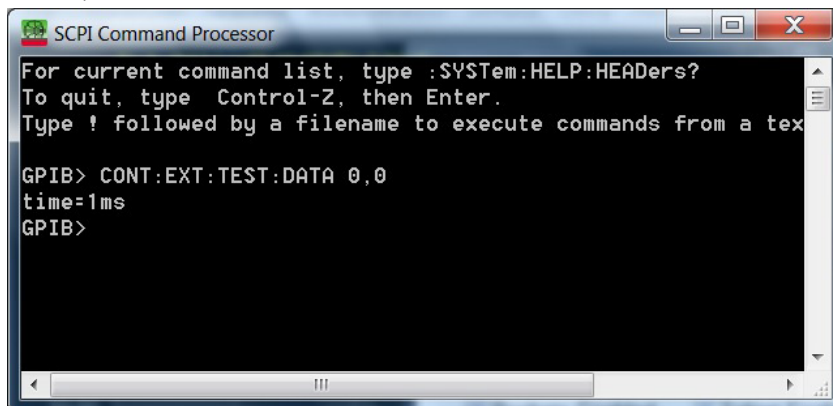 SCPI Command Processor
For current command list, type :SYSTem:HELP:HEADers?
To quit, type  Control-Z, then Enter.
Type ! followed by a filename to execute commands from a tex
GPIB> CONT:EXT:TEST:DATA 0,0
time=1ms
GPIB>